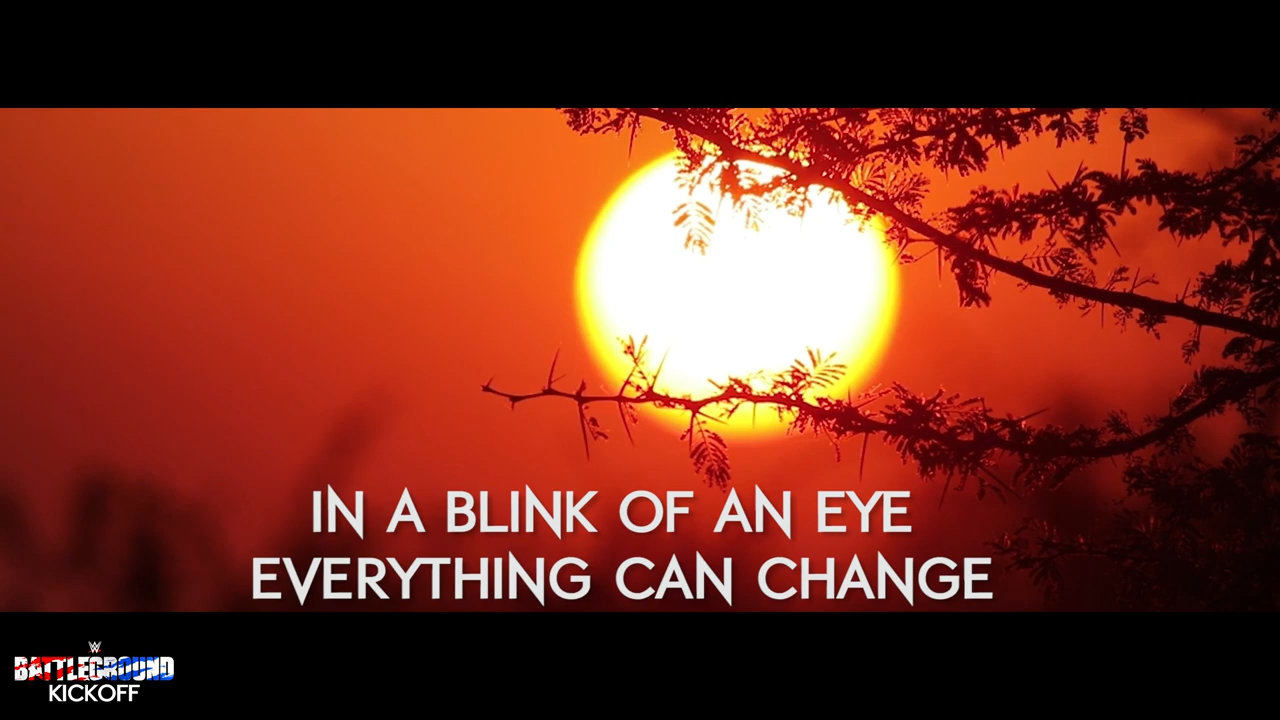 IN A BLINK OF AN EYE
EVERYTHING CAN CHANGE
W
BATTLEGROUND
KICKOFF